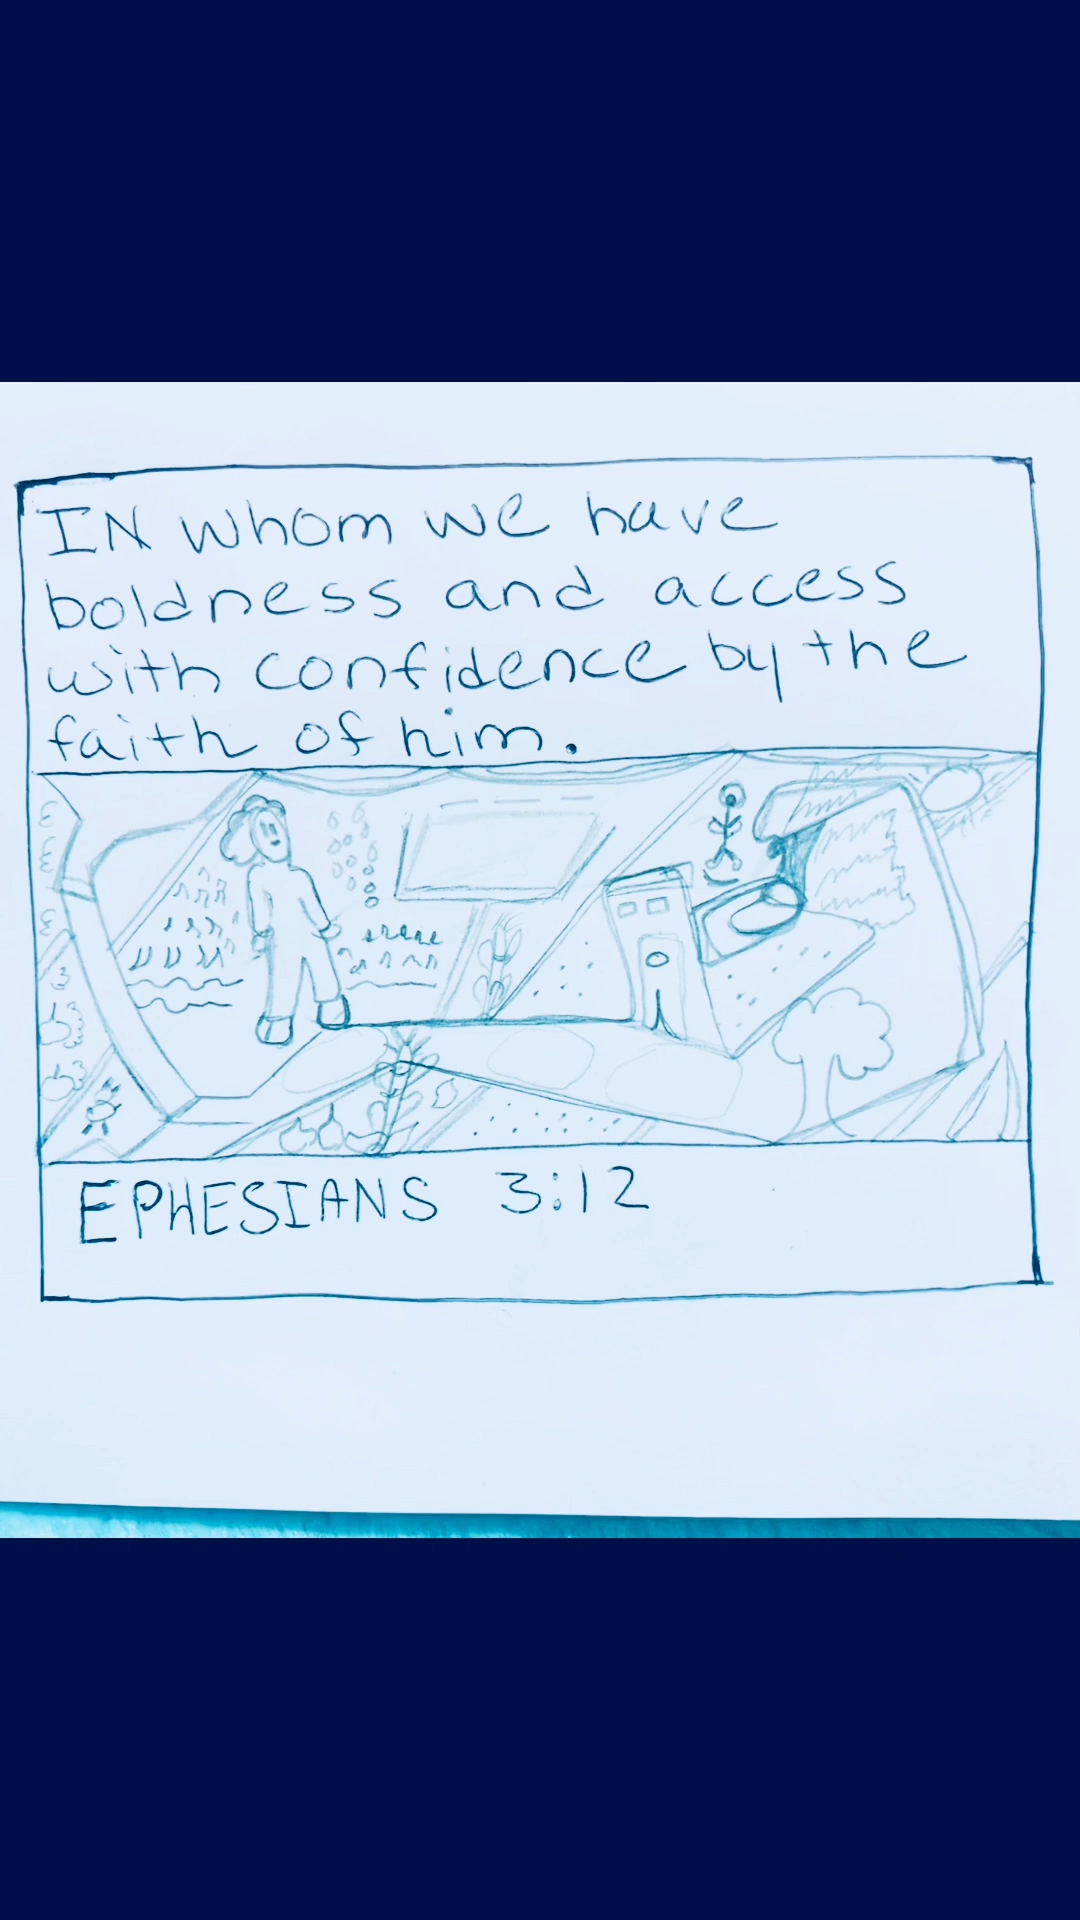 IN whom we have
boldness and access
with confidence by the
faith of him.
EPHESIANS 3:12